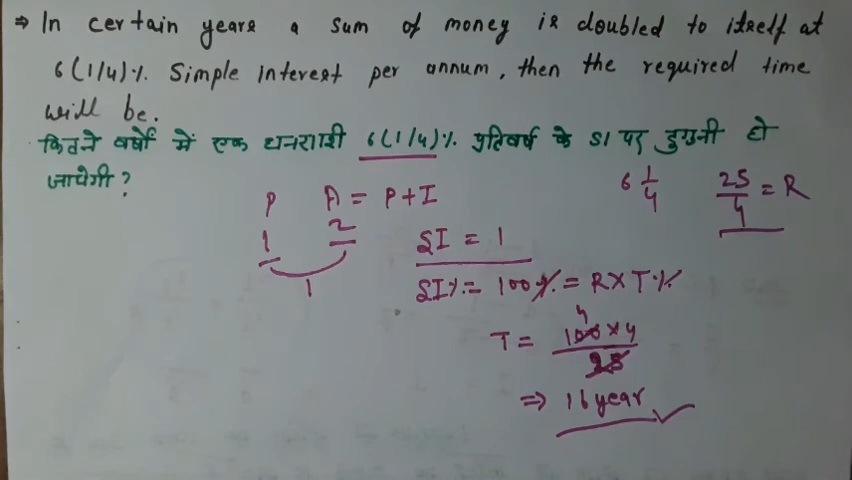 ⇒ In certain years a sum of money is doubled to itself at
6(1/4)%. Simple interest per annum, then the required time
will be.
कितने वर्षो में एक धनराशी 6(1/4)% प्रतिवर्ष के SI पर दुगुनी हो
जायेगी?
6 1/4 25/4 = R
P A = P+I
1 2 SI = 1
1
SI% = 100% = R×T%
4
T = 100×4/25
⇒ 16 year ✓